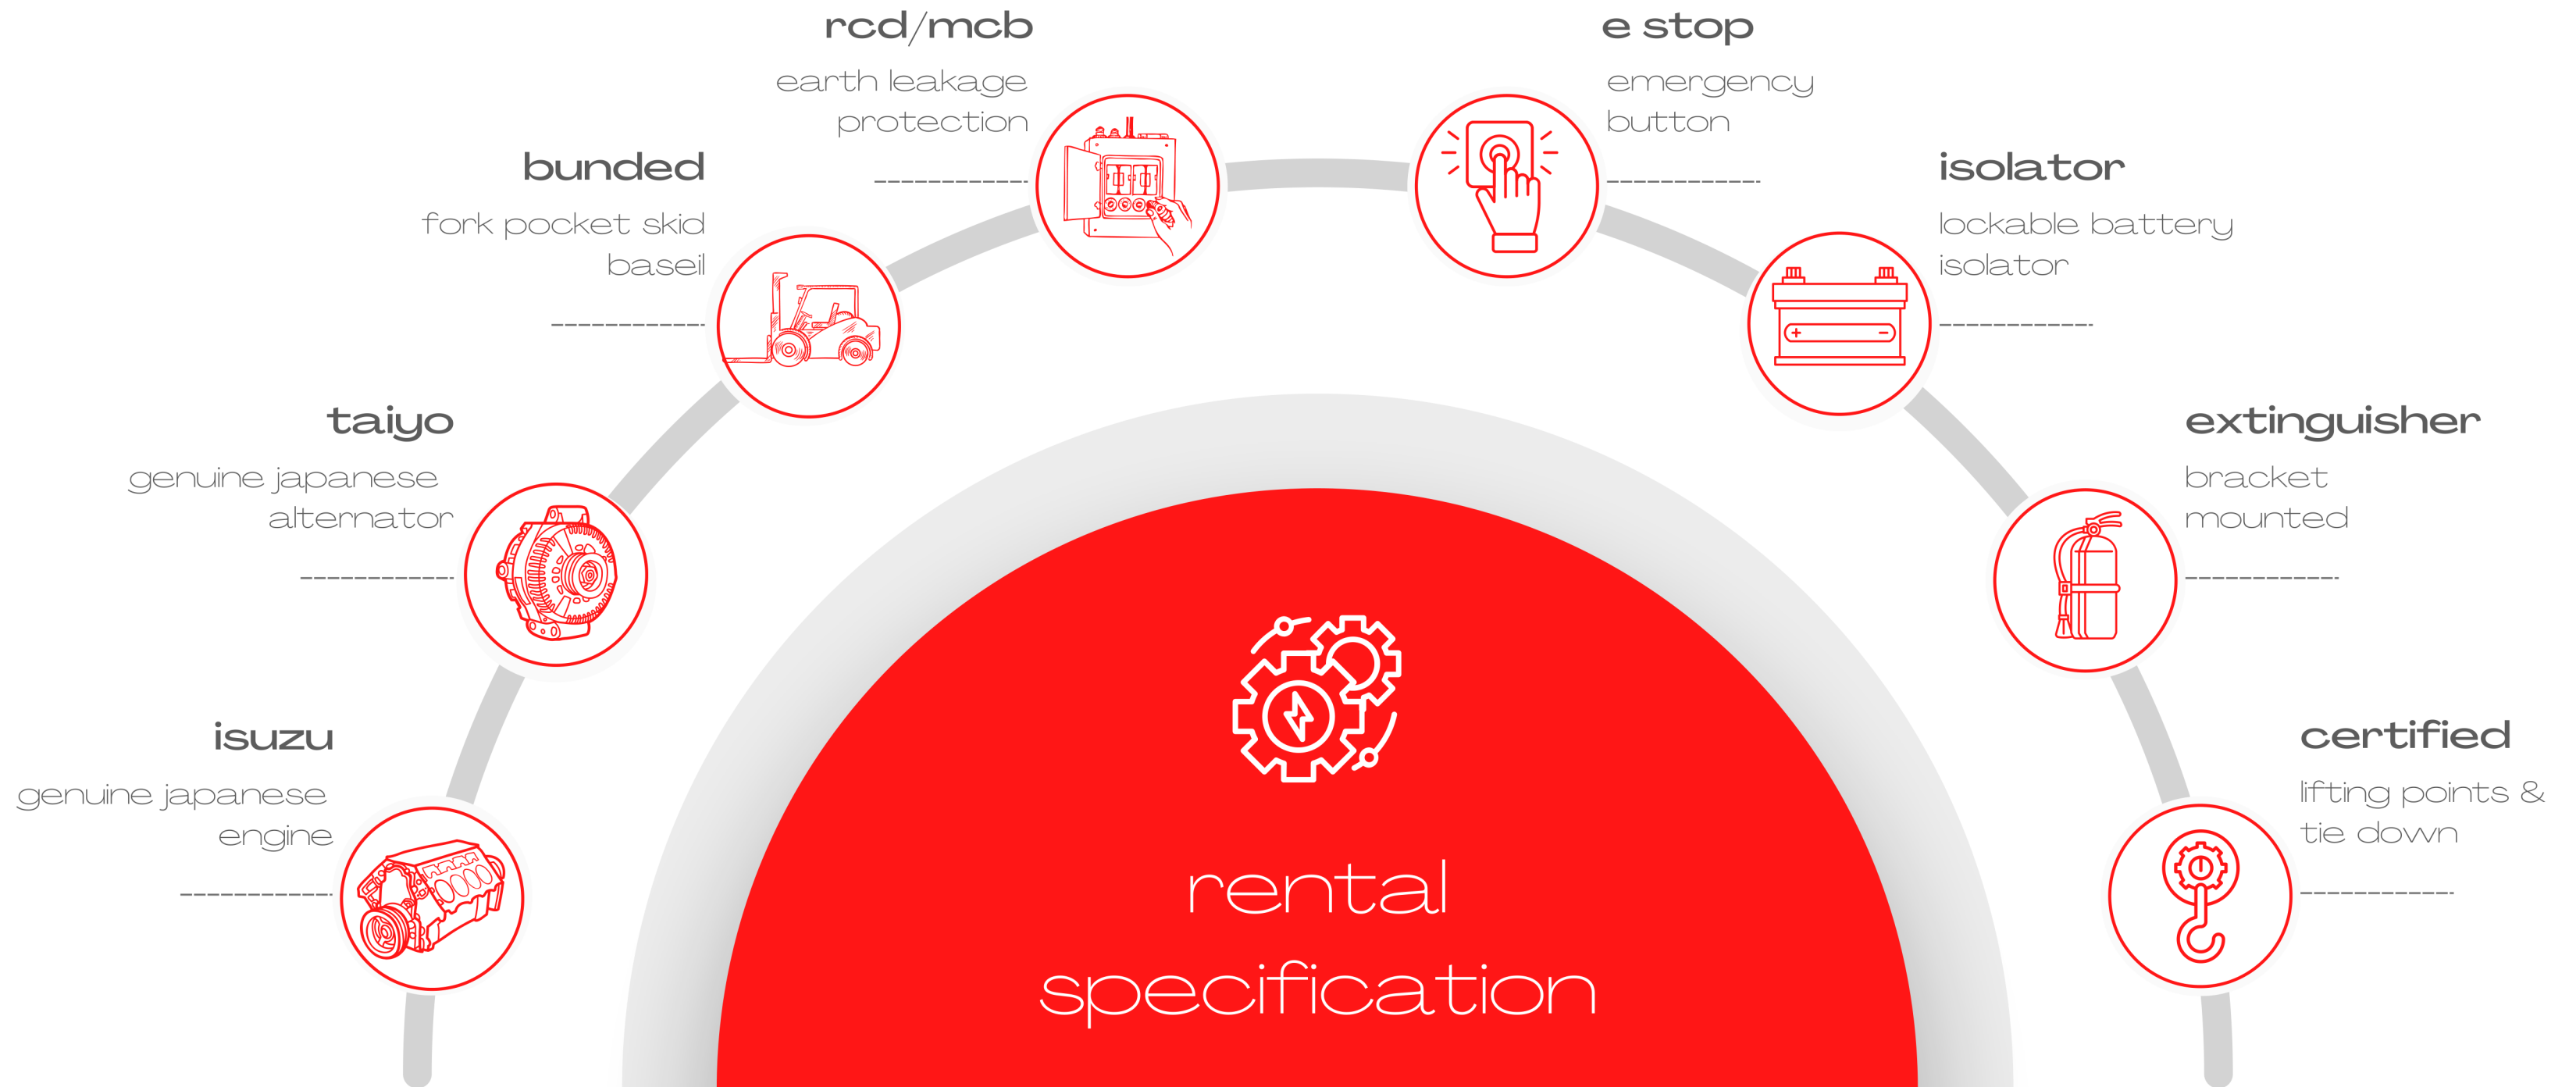 rcd/mcb
earth leakage
protection
e stop
emergency
button
bunded
fork pocket skid
baseil
isolator
lockable battery
isolator
taiyo
genuine japanese
alternator
extinguisher
bracket
mounted
isuzu
genuine japanese
engine
certified
lifting points &
tie down
rental
specification